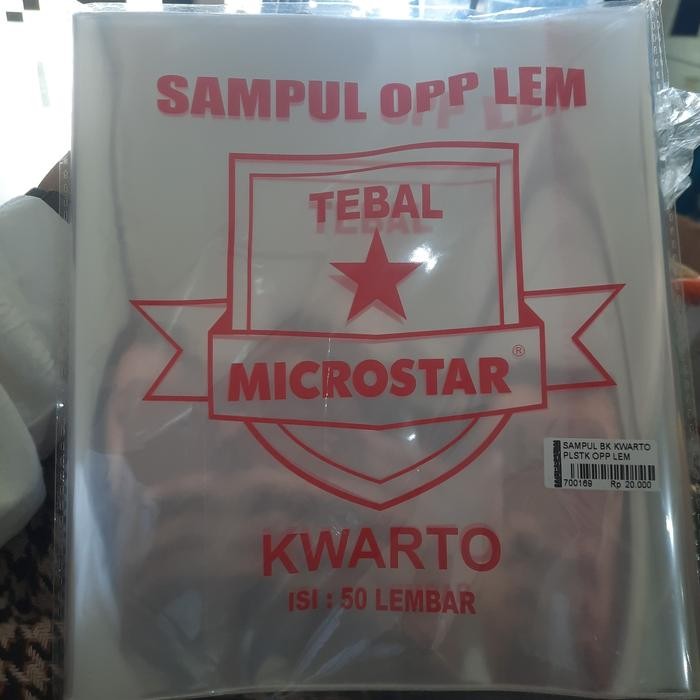 SAMPUL OPP LEM
TEBAL
MICROSTAR®
SAMPUL BK KWARTO
PLSTK OPP LEM
700169 Rp 20.000
KWARTO
ISI : 50 LEMBAR